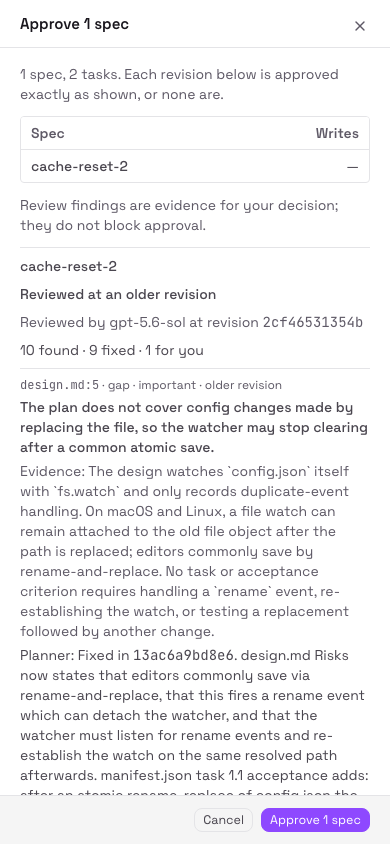 Approve 1 spec
1 spec, 2 tasks. Each revision below is approved
exactly as shown, or none are.
Spec Writes
cache-reset-2 —
Review findings are evidence for your decision;
they do not block approval.
cache-reset-2
Reviewed at an older revision
Reviewed by gpt-5.6-sol at revision 2cf46531354b
10 found · 9 fixed · 1 for you
design.md:5 · gap · important · older revision
The plan does not cover config changes made by
replacing the file, so the watcher may stop clearing
after a common atomic save.
Evidence: The design watches `config.json` itself
with `fs.watch` and only records duplicate-event
handling. On macOS and Linux, a file watch can
remain attached to the old file object after the
path is replaced; editors commonly save by
rename-and-replace. No task or acceptance
criterion requires handling a `rename` event, re-
establishing the watch, or testing a replacement
followed by another change.
Planner: Fixed in 13ac6a9bd8e6. design.md Risks
now states that editors commonly save via
rename-and-replace, that this fires a rename event
which can detach the watcher, and that the
watcher must listen for rename events and re-
establish the watch on the same resolved path
afterwards. manifest.json task 1.1 acceptance adds:
after an atomic rename-replace of config.json the
Cancel
Approve 1 spec